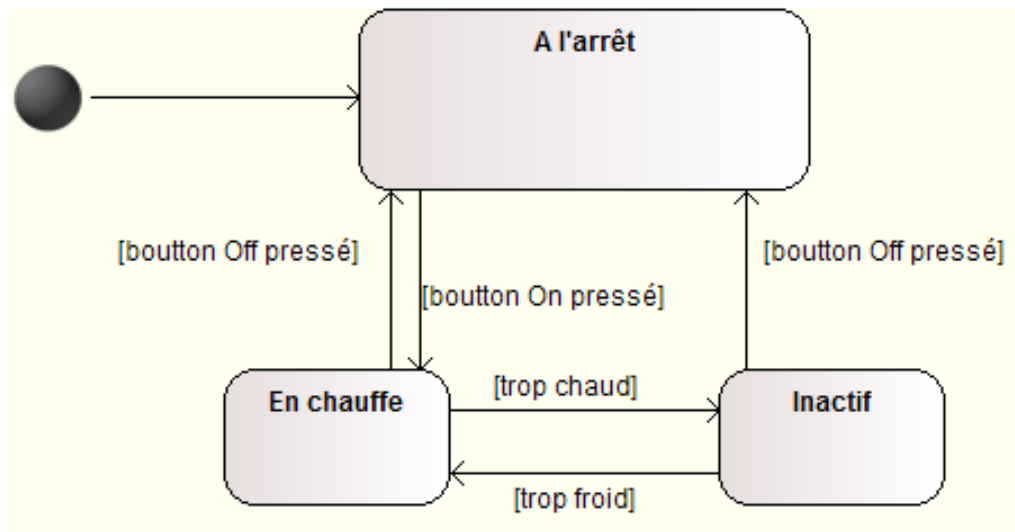 A l'arrêt
[boutton Off pressé]
[boutton Off pressé]
[boutton On pressé]
En chauffe
[trop chaud]
Inactif
[trop froid]